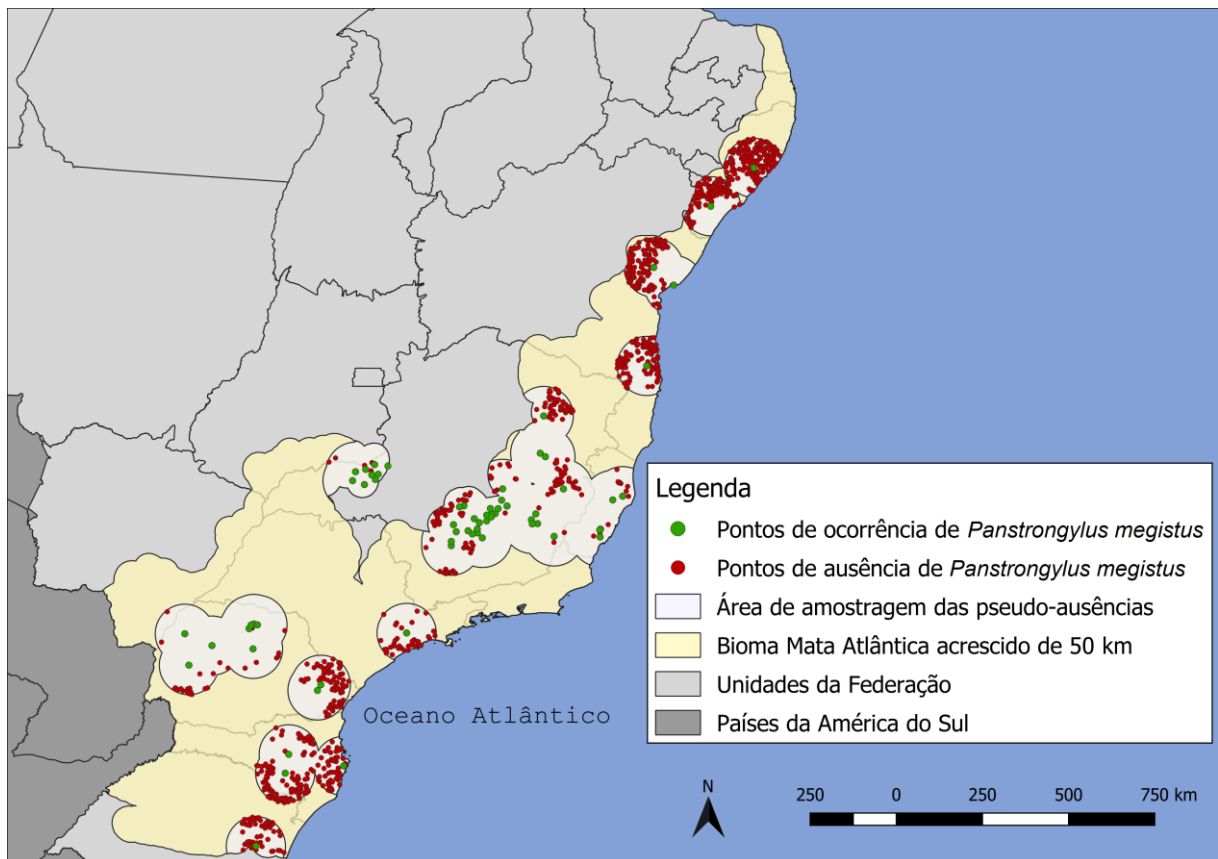 Legenda
Pontos de ocorrência de Panstrongylus megistus
Pontos de ausência de Panstrongylus megistus
Área de amostragem das pseudo-ausências
Bioma Mata Atlântica acrescido de 50 km
Unidades da Federação
Países da América do Sul
Oceano Atlântico
N
250 0 250 500 750 km